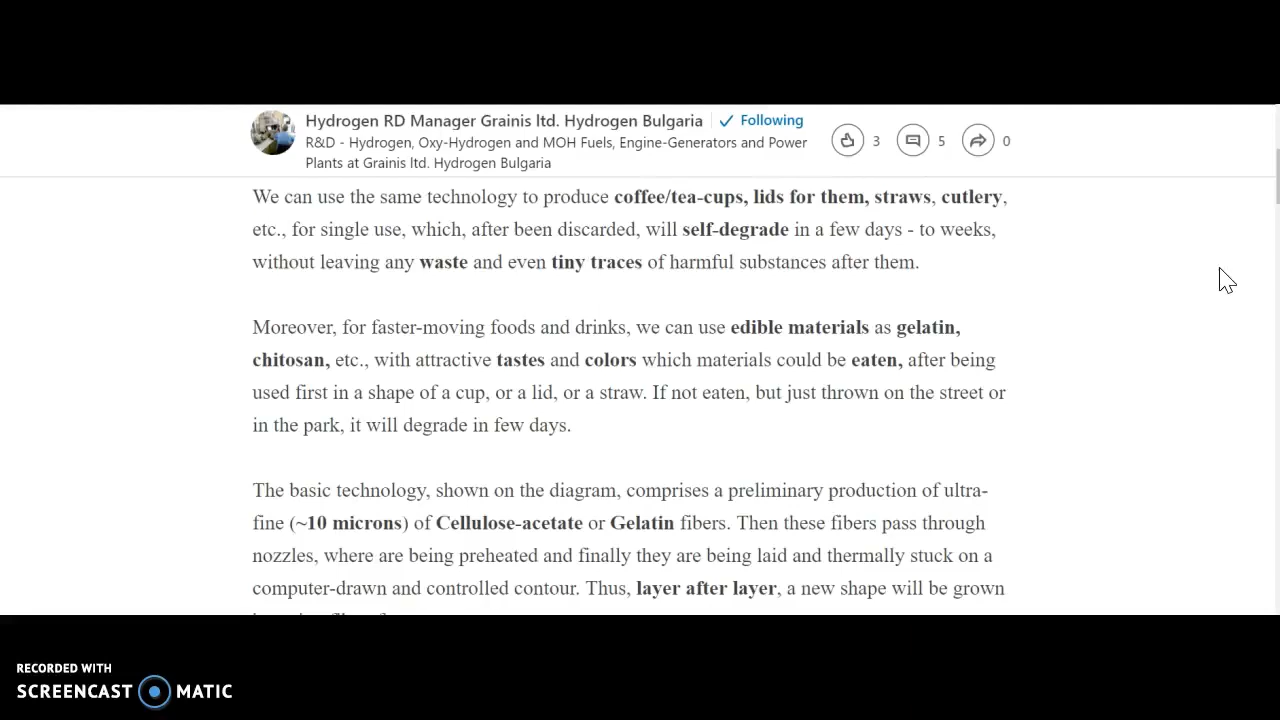 Hydrogen RD Manager Grainis ltd. Hydrogen Bulgaria Following
R&D - Hydrogen, Oxy-Hydrogen and MOH Fuels, Engine-Generators and Power
Plants at Grainis ltd. Hydrogen Bulgaria
3 5 0
We can use the same technology to produce coffee/tea-cups, lids for them, straws, cutlery,
etc., for single use, which, after been discarded, will self-degrade in a few days - to weeks,
without leaving any waste and even tiny traces of harmful substances after them.
Moreover, for faster-moving foods and drinks, we can use edible materials as gelatin,
chitosan, etc., with attractive tastes and colors which materials could be eaten, after being
used first in a shape of a cup, or a lid, or a straw. If not eaten, but just thrown on the street or
in the park, it will degrade in few days.
The basic technology, shown on the diagram, comprises a preliminary production of ultra-
fine (~10 microns) of Cellulose-acetate or Gelatin fibers. Then these fibers pass through
nozzles, where are being preheated and finally they are being laid and thermally stuck on a
computer-drawn and controlled contour. Thus, layer after layer, a new shape will be grown
RECORDED WITH
SCREENCAST MATIC